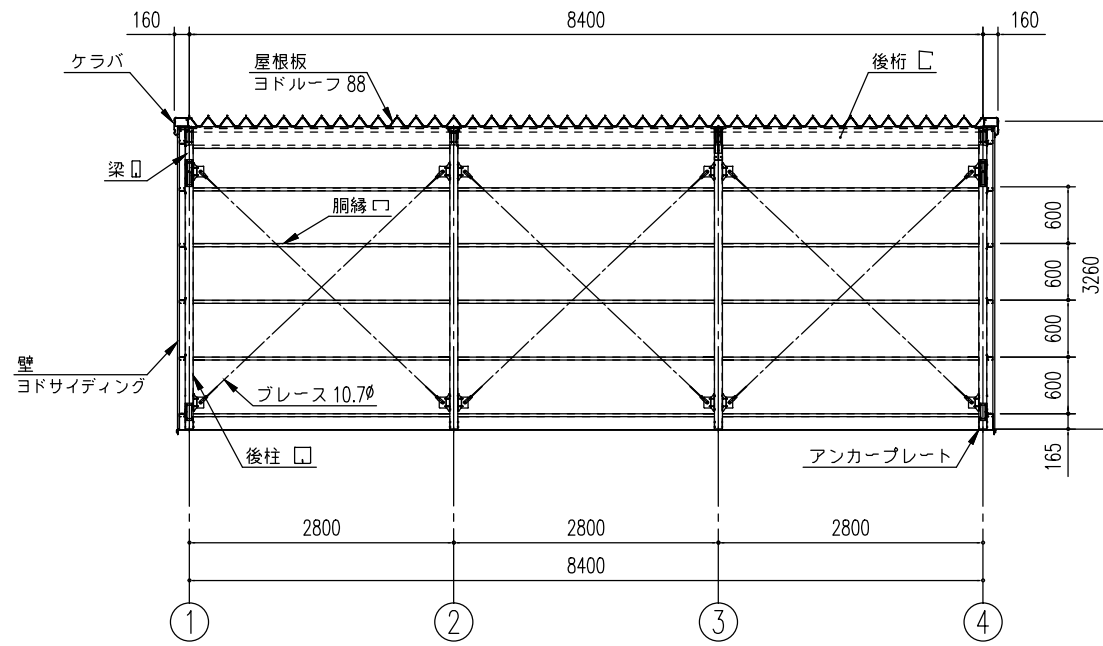 160
8400
160
ケラバ
屋根板
ヨドルーフ 88
後桁
梁
胴縁
600
600
600
600
3260
165
壁
ヨドサイディング
ブレース 10.7φ
後柱
アンカープレート
2800
2800
2800
8400
1
2
3
4